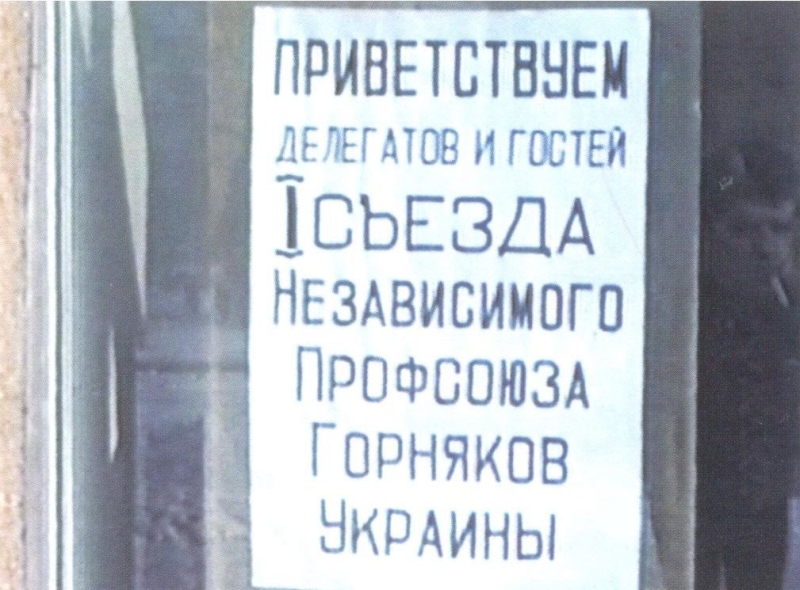 ПРИВЕТСТВУЕМ
ДЕЛЕГАТОВ И ГОСТЕЙ
I СЪЕЗДА
НЕЗАВИСИМОГО
ПРОФСОЮЗА
ГОРНЯКОВ
УКРАИНЫ